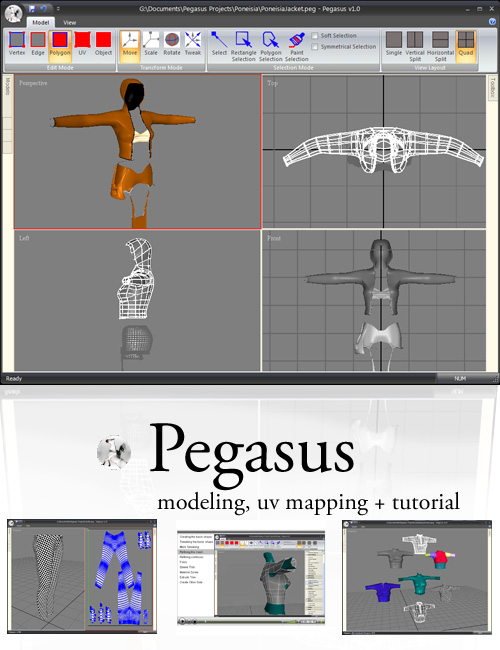 G:\Documents\Pegasus Projects\Poneisia\PoneisiaJacket.peg - Pegasus v1.0
Model View
Vertex Edge Polygon UV Object
Edit Mode
Move Scale Rotate Tweak
Transform Mode
Select Rectangle Selection Polygon Selection Paint Selection
Soft Selection
Symmetrical Selection
Selection Mode
Single Vertical Split Horizontal Split Quad
View Layout
Models
Toolbox
Perspective
Top
Left
Front
Ready
NUM
Pegasus
modeling, uv mapping + tutorial